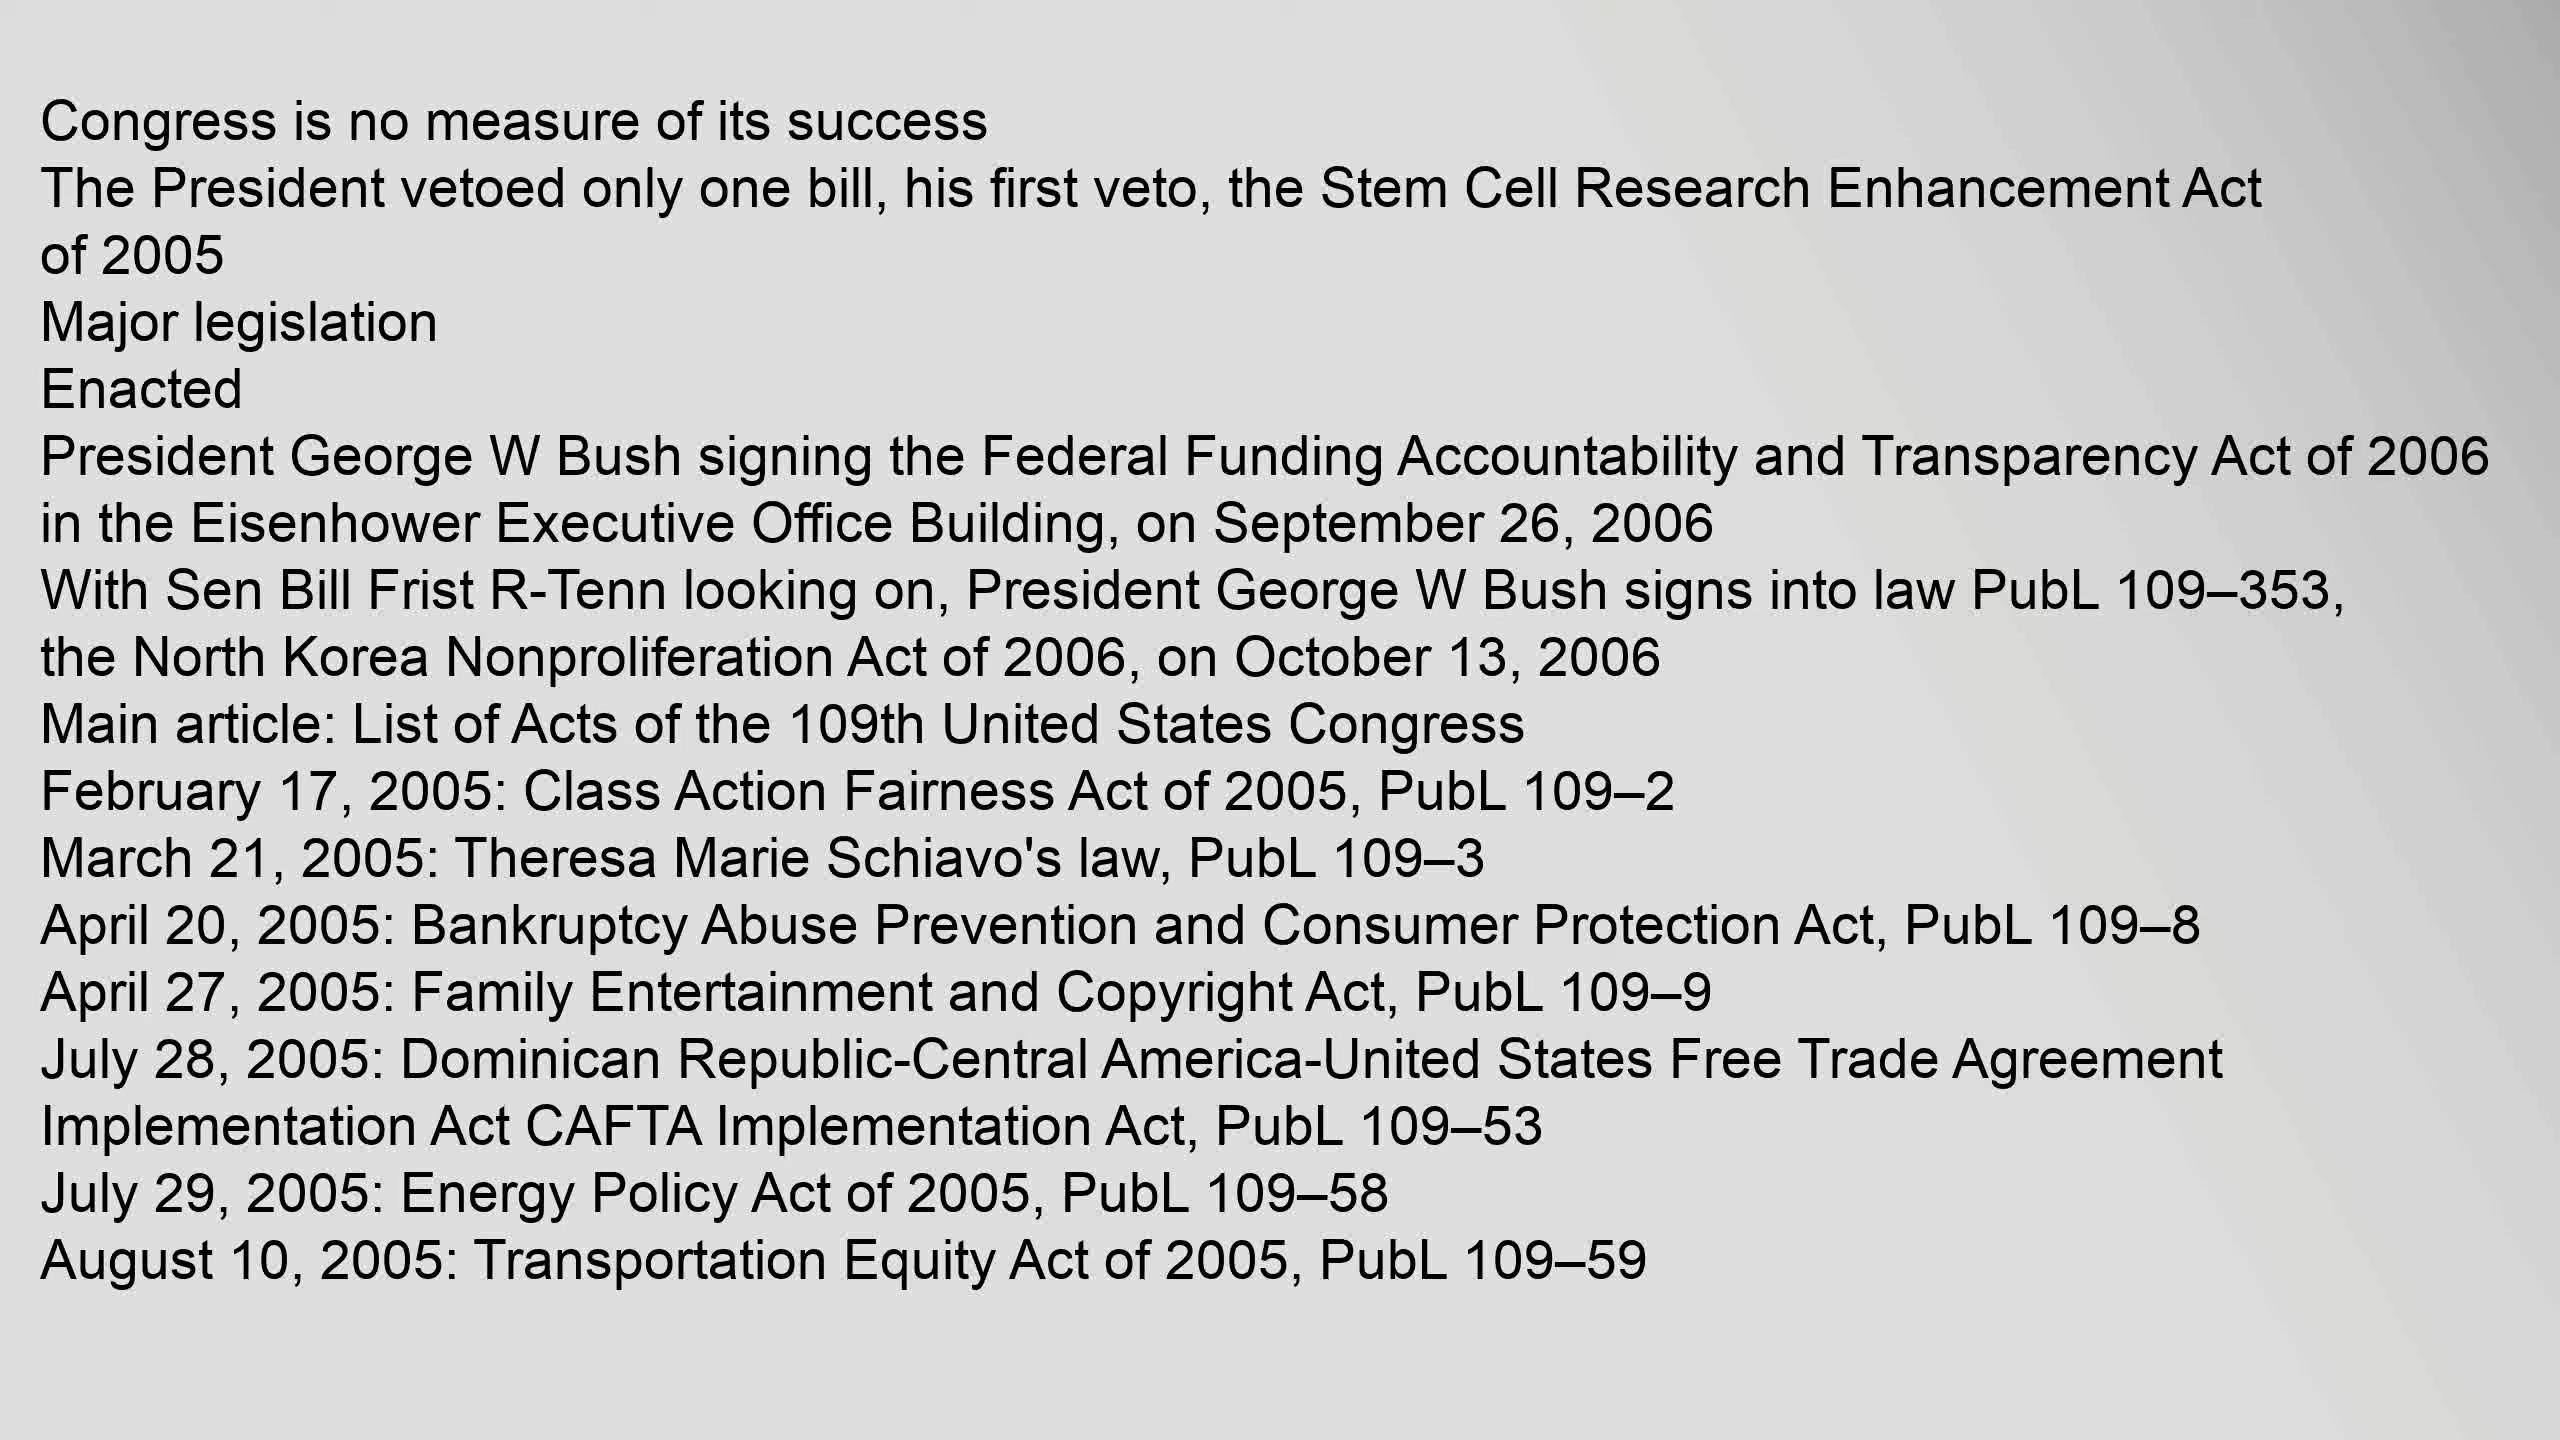 Congress is no measure of its success
The President vetoed only one bill, his first veto, the Stem Cell Research Enhancement Act
of 2005
Major legislation
Enacted
President George W Bush signing the Federal Funding Accountability and Transparency Act of 2006
in the Eisenhower Executive Office Building, on September 26, 2006
With Sen Bill Frist R-Tenn looking on, President George W Bush signs into law PubL 109–353,
the North Korea Nonproliferation Act of 2006, on October 13, 2006
Main article: List of Acts of the 109th United States Congress
February 17, 2005: Class Action Fairness Act of 2005, PubL 109–2
March 21, 2005: Theresa Marie Schiavo's law, PubL 109–3
April 20, 2005: Bankruptcy Abuse Prevention and Consumer Protection Act, PubL 109–8
April 27, 2005: Family Entertainment and Copyright Act, PubL 109–9
July 28, 2005: Dominican Republic-Central America-United States Free Trade Agreement
Implementation Act CAFTA Implementation Act, PubL 109–53
July 29, 2005: Energy Policy Act of 2005, PubL 109–58
August 10, 2005: Transportation Equity Act of 2005, PubL 109–59